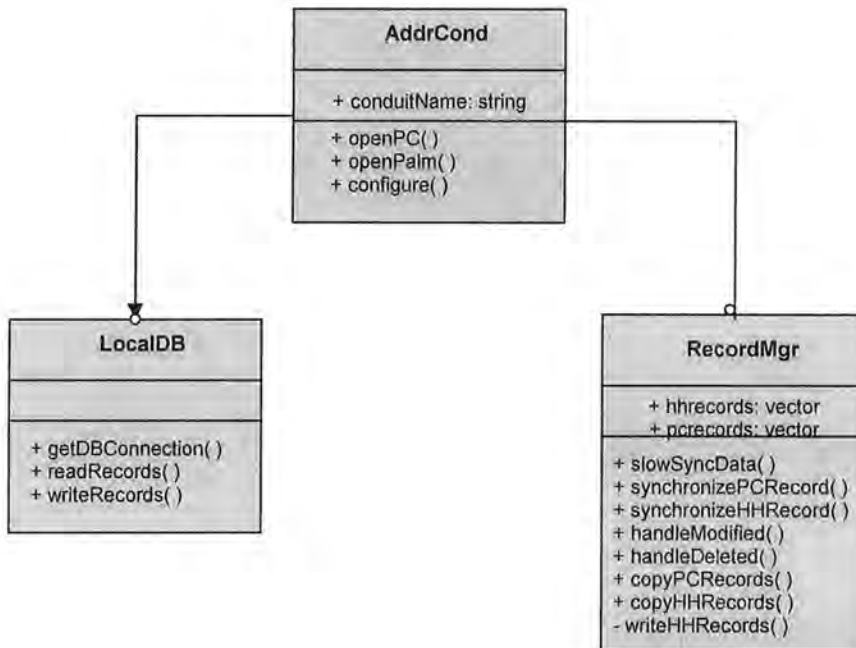 AddrCond
+ conduitName: string
+ openPC()
+ openPalm()
+ configure( )
LocalDB
+ getDBConnection( )
+ readRecords( )
+ writeRecords( )
RecordMgr
+ hhrecords: vector
+ pcrecords: vector
+ slowSyncData( )
+ synchronizePCRecord( )
+ synchronizeHHRecord( )
+ handleModified( )
+ handleDeleted( )
+ copyPCRecords( )
+ copyHHRecords( )
- writeHHRecords( )